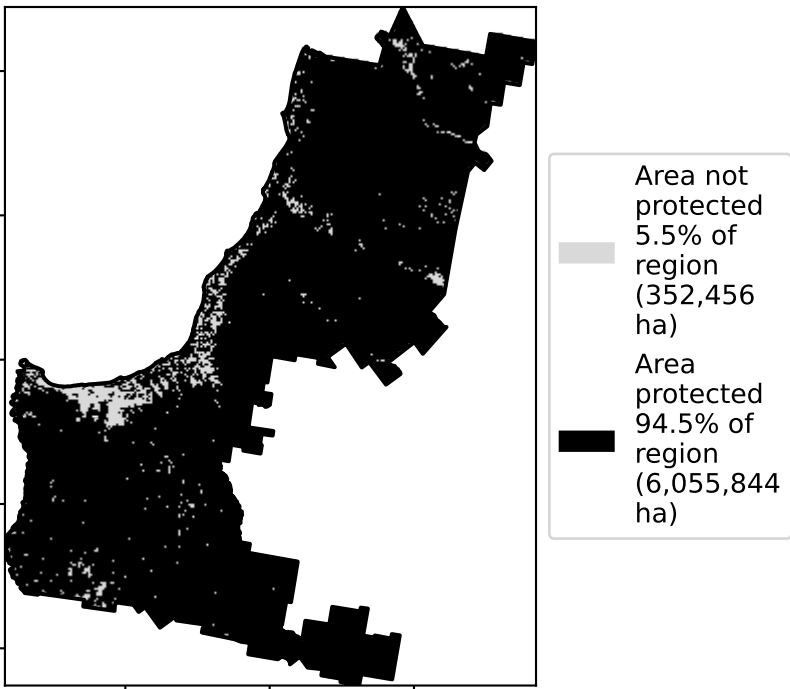 Area not
protected
5.5% of
region
(352,456
ha)
Area
protected
94.5% of
region
(6,055,844
ha)